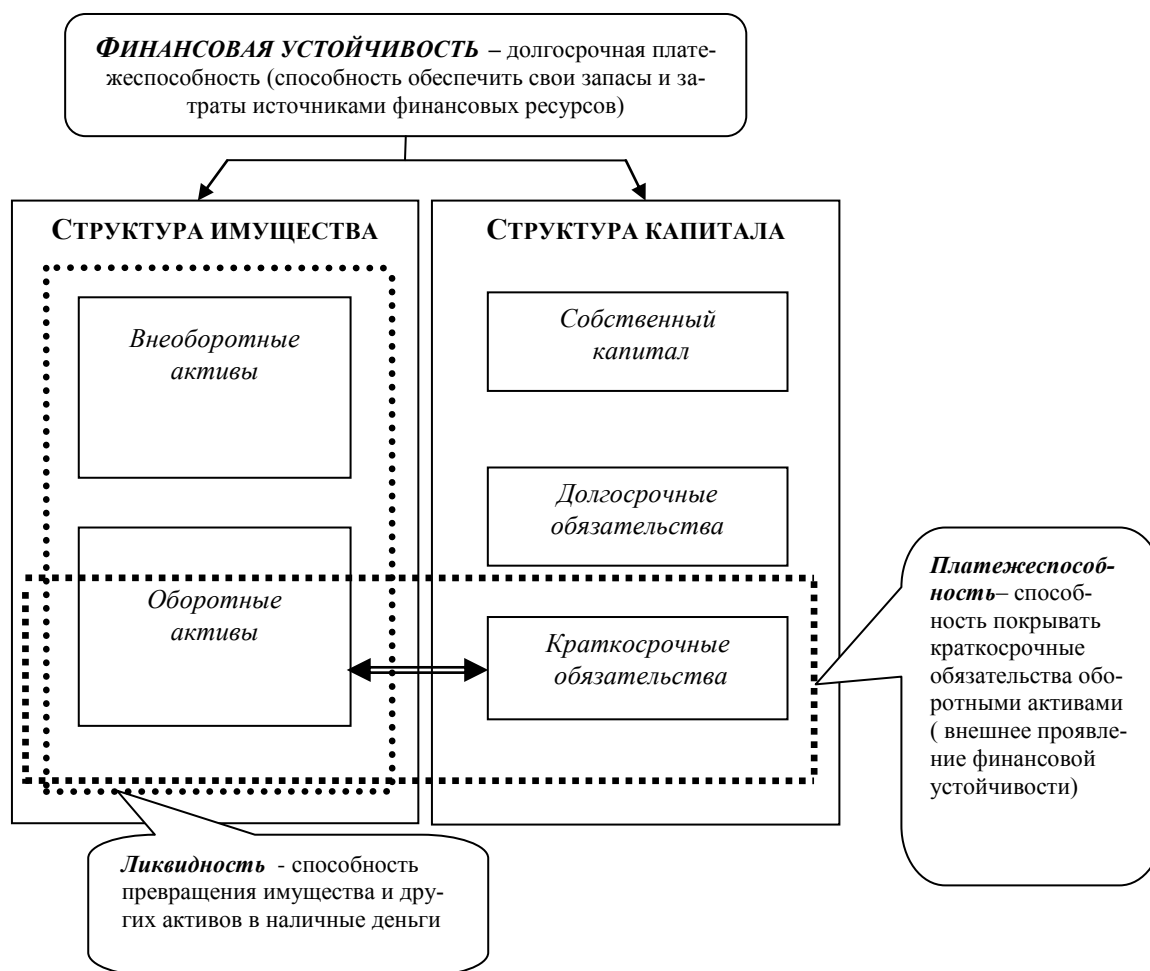 ФИНАНСОВАЯ УСТОЙЧИВОСТЬ – долгосрочная плате-
жеспособность (способность обеспечить свои запасы и за-
траты источниками финансовых ресурсов)
СТРУКТУРА ИМУЩЕСТВА
Внеоборотные
активы
Оборотные
активы
СТРУКТУРА КАПИТАЛА
Собственный
капитал
Долгосрочные
обязательства
Краткосрочные
обязательства
Платежеспособ-
ность– способ-
ность покрывать
краткосрочные
обязательства обо-
ротными активами
( внешнее проявле-
ние финансовой
устойчивости)
Ликвидность - способность
превращения имущества и дру-
гих активов в наличные деньги